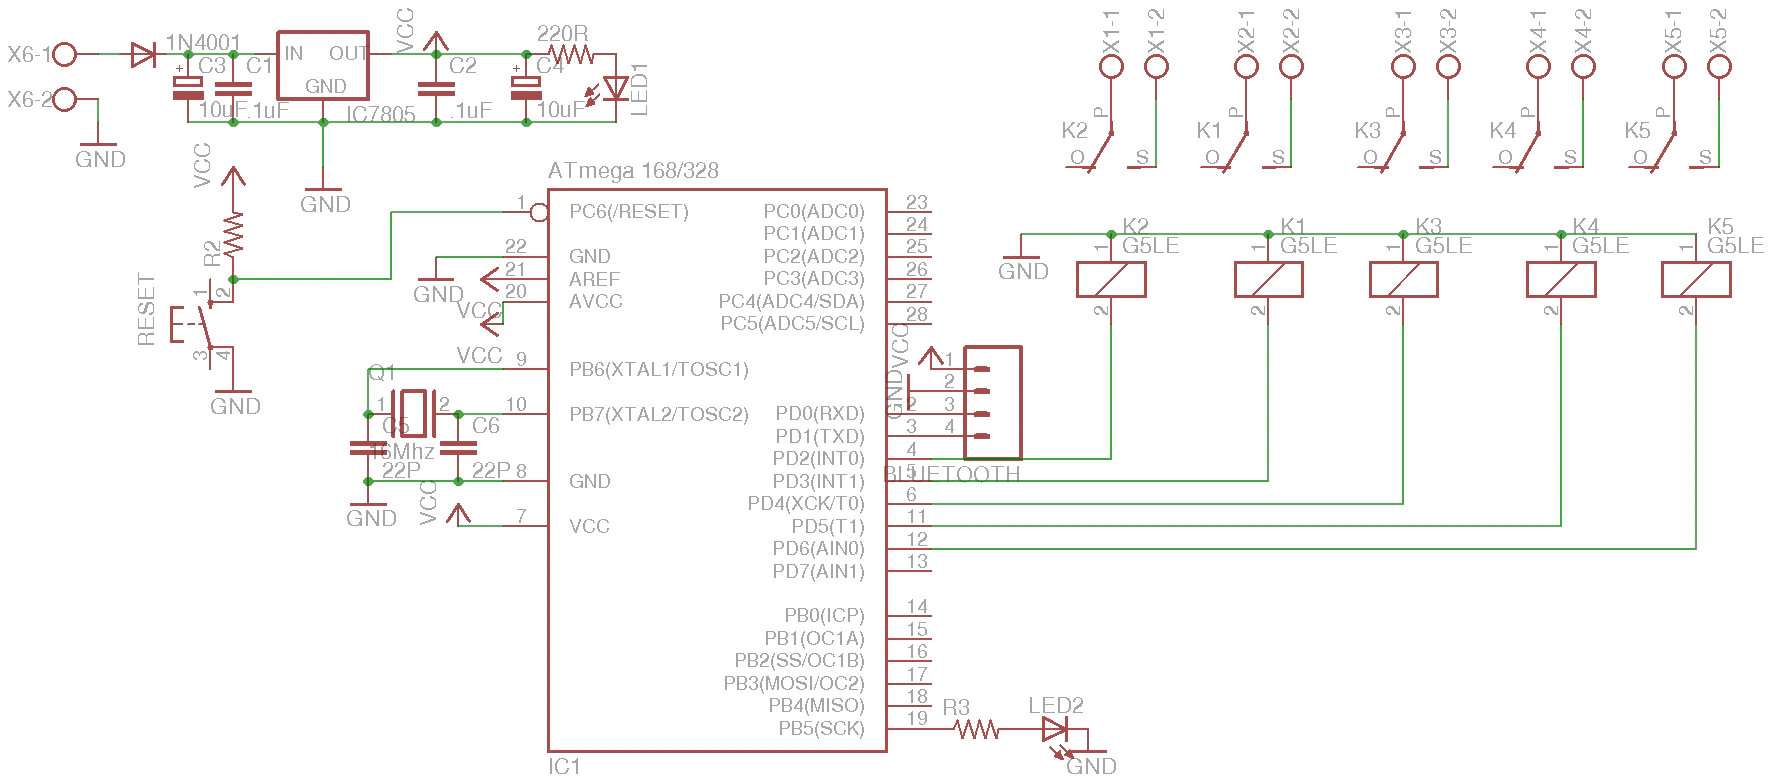 X6-1
1N4001
X6-2
GND
C3
10uF
C1
.1uF
IN
OUT
GND
IC7805
VCC
C2
.1uF
220R
C4
10uF
LED1
GND
X1-1
X1-2
X2-1
X2-2
X3-1
X3-2
X4-1
X4-2
X5-1
X5-2
K2
P
O
S
K1
P
O
S
K3
P
O
S
K4
P
O
S
K5
P
O
S
VCC
R2
RESET
1
2
3
4
GND
ATmega 168/328
1
PC6(/RESET)
22
GND
21
AREF
20
AVCC
GND
VCC
VCC
9
PB6(XTAL1/TOSC1)
10
PB7(XTAL2/TOSC2)
8
GND
7
VCC
Q1
1
2
16Mhz
C5
22P
C6
22P
GND
VCC
PC0(ADC0)
23
PC1(ADC1)
24
PC2(ADC2)
25
PC3(ADC3)
26
PC4(ADC4/SDA)
27
PC5(ADC5/SCL)
28
PD0(RXD)
2
PD1(TXD)
3
PD2(INT0)
4
PD3(INT1)
5
PD4(XCK/T0)
6
PD5(T1)
11
PD6(AIN0)
12
PD7(AIN1)
13
PB0(ICP)
14
PB1(OC1A)
15
PB2(SS/OC1B)
16
PB3(MOSI/OC2)
17
PB4(MISO)
18
PB5(SCK)
19
IC1
VCC
GND
1
2
3
4
BLUETOOTH
GND
K2
G5LE
1
2
K1
G5LE
1
2
K3
G5LE
1
2
K4
G5LE
1
2
K5
G5LE
1
2
R3
LED2
GND